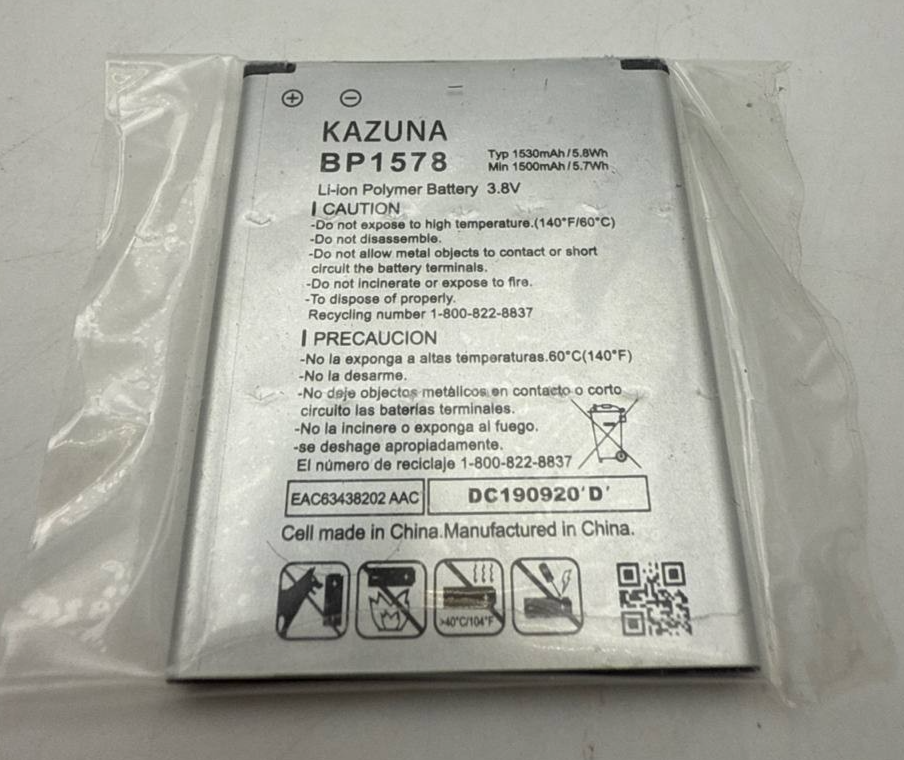 KAZUNA
BP1578
Typ 1530mAh/5.8Wh
Min 1500mAh/5.7Wh
Li-ion Polymer Battery 3.8V
CAUTION
-Do not expose to high temperature.(140°F/60°C)
-Do not disassemble.
-Do not allow metal objects to contact or short
circuit the battery terminals.
-Do not incinerate or expose to fire.
-To dispose of properly.
Recycling number 1-800-822-8837
PRECAUCION
-No la exponga a altas temperaturas.60°C(140°F)
-No la desarme.
-No deje objectos metálicos en contacto o corto
circuito las baterías terminales.
-No la incinere o exponga al fuego.
-se deshage apropiadamente.
El número de reciclaje 1-800-822-8837
EAC63438202 AAC
DC190920'D'
Cell made in China.Manufactured in China.
>40°C/104°F